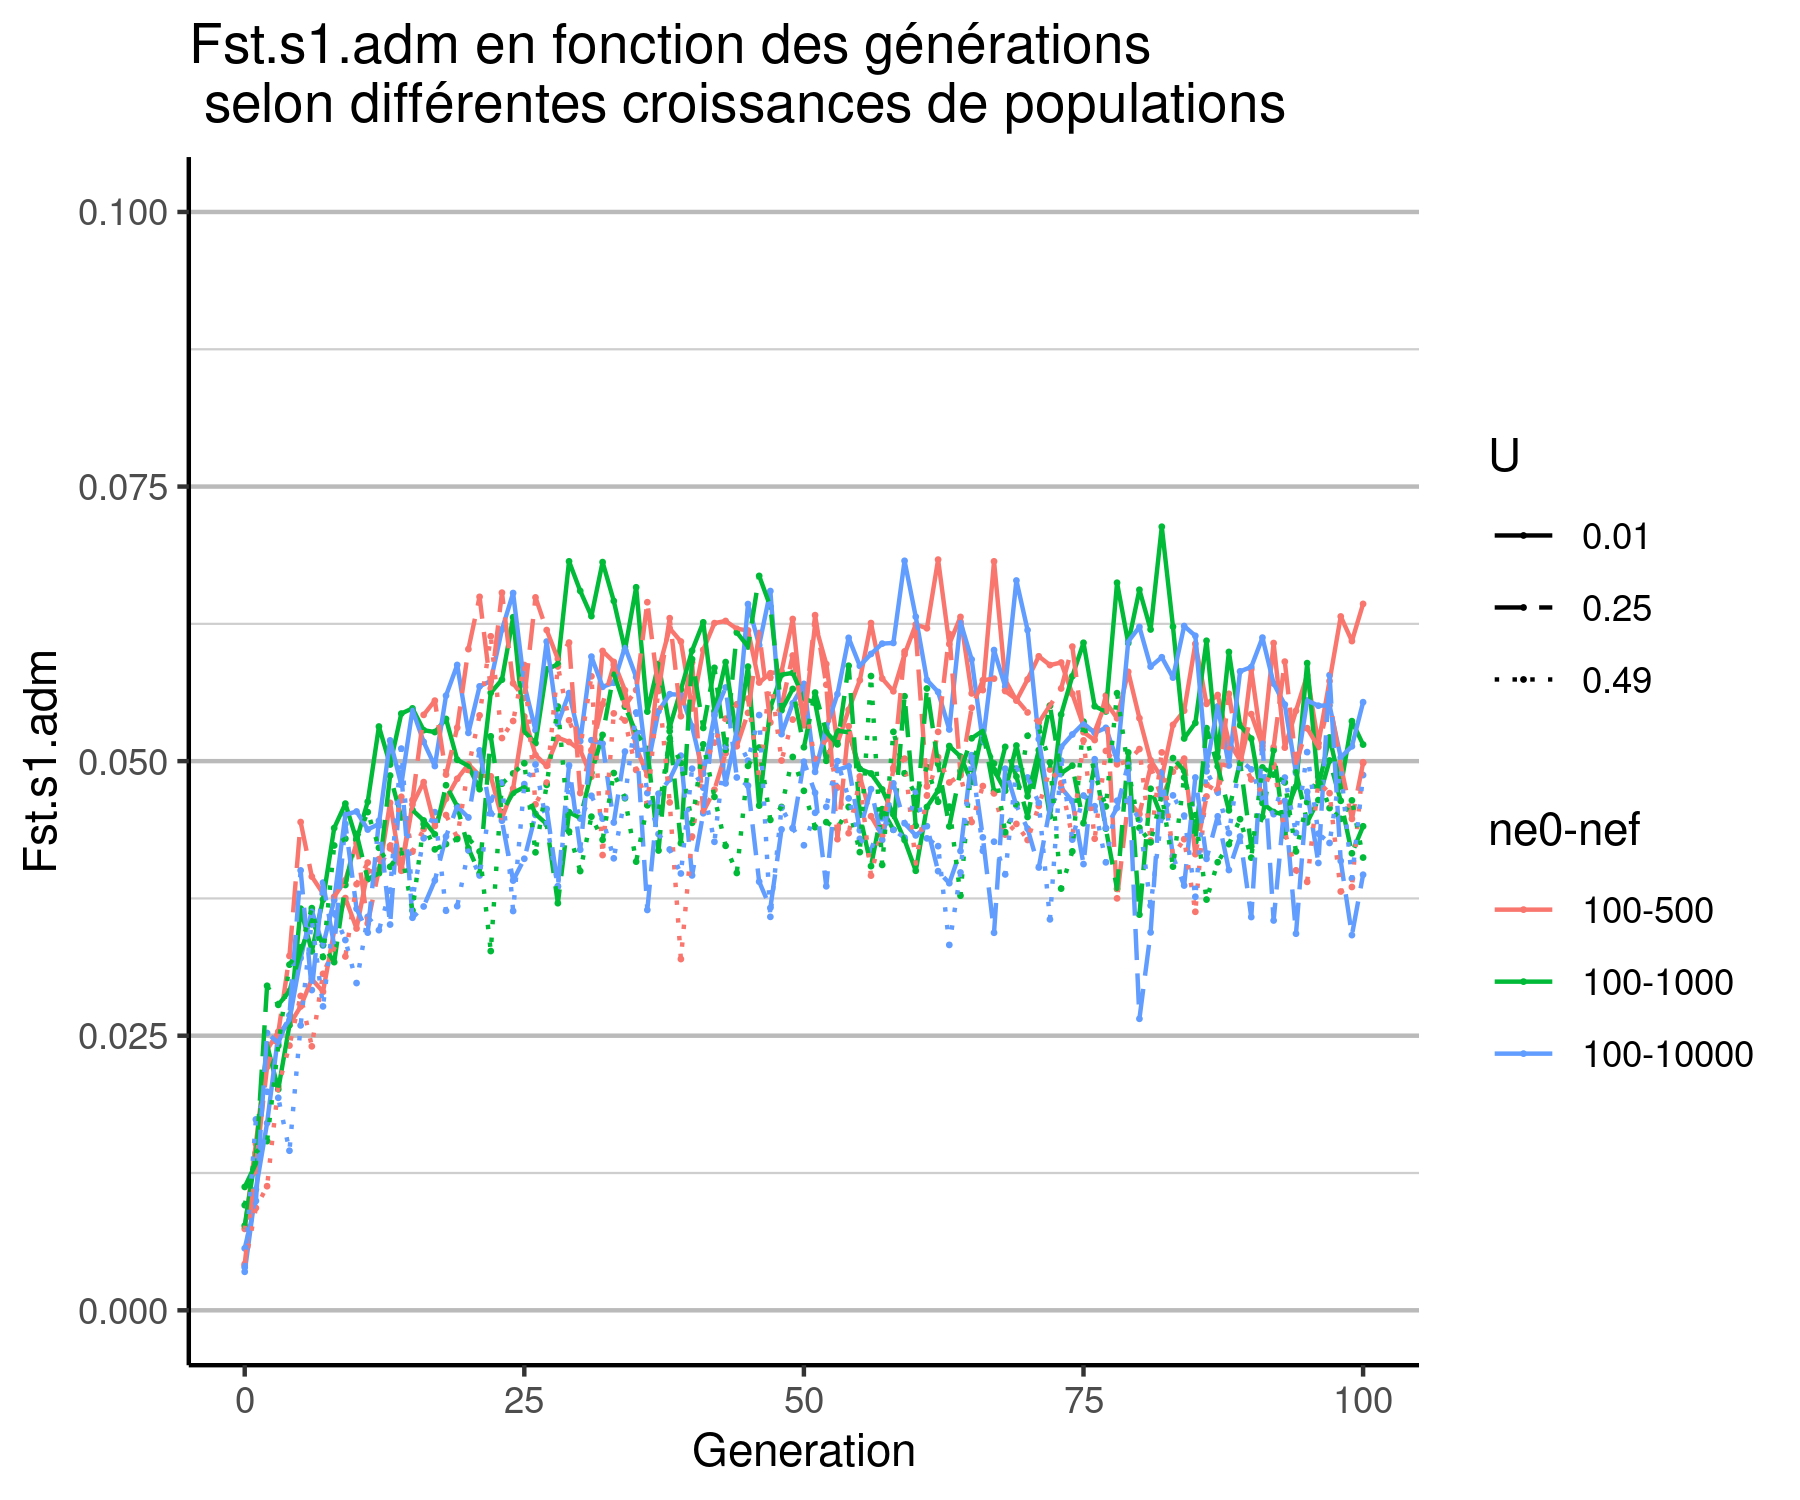 Fst.s1.adm en fonction des générations
selon différentes croissances de populations
Fst.s1.adm
0.100
0.075
0.050
0.025
0.000
0
25
50
75
100
Generation
U
0.01
0.25
0.49
ne0-nef
100-500
100-1000
100-10000